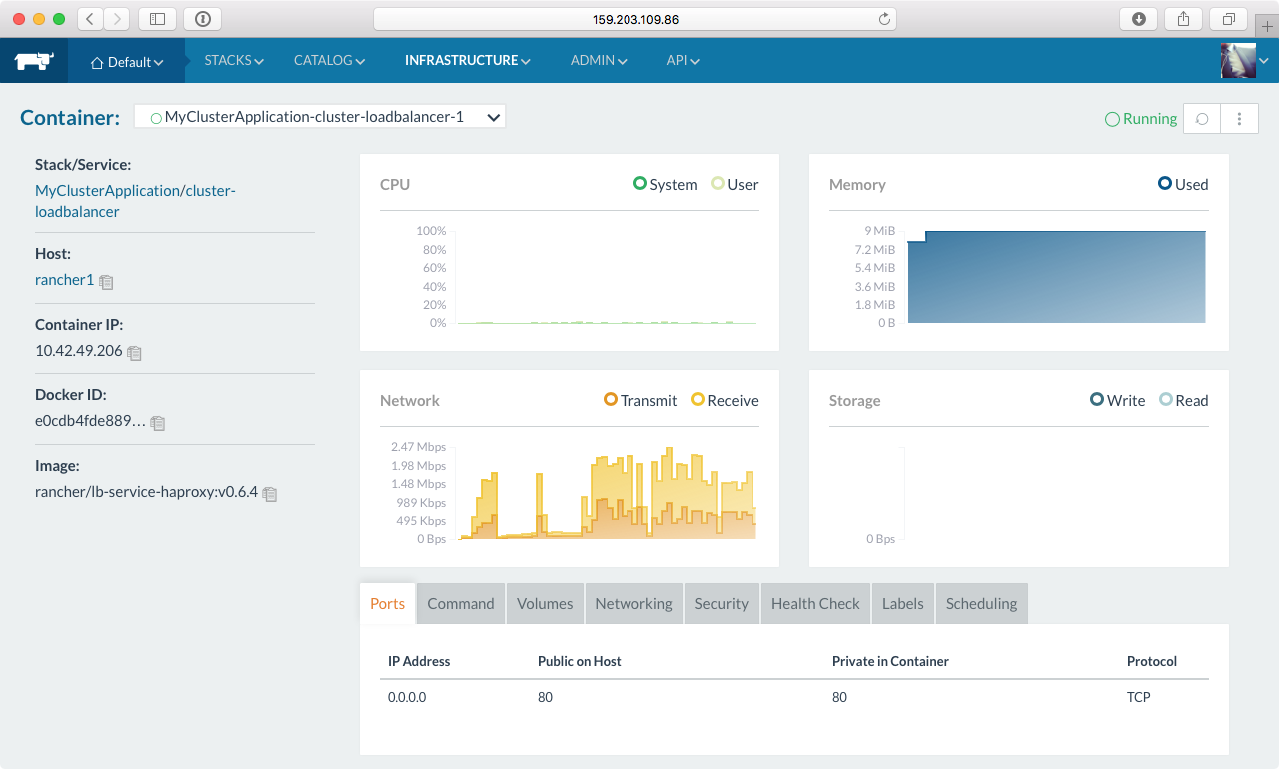 159.203.109.86
Default STACKS CATALOG INFRASTRUCTURE ADMIN API
Container: MyClusterApplication-cluster-loadbalancer-1 Running
Stack/Service:
MyClusterApplication/cluster-
loadbalancer
Host:
rancher1
Container IP:
10.42.49.206
Docker ID:
e0cdb4fde889...
Image:
rancher/lb-service-haproxy:v0.6.4
CPU System User
100%
80%
60%
40%
20%
0%
Memory Used
9 MiB
7.2 MiB
5.4 MiB
3.6 MiB
1.8 MiB
0 B
Network Transmit Receive
2.47 Mbps
1.98 Mbps
1.48 Mbps
989 Kbps
495 Kbps
0 Bps
Storage Write Read
0 Bps
Ports Command Volumes Networking Security Health Check Labels Scheduling
IP Address Public on Host Private in Container Protocol
0.0.0.0 80 80 TCP